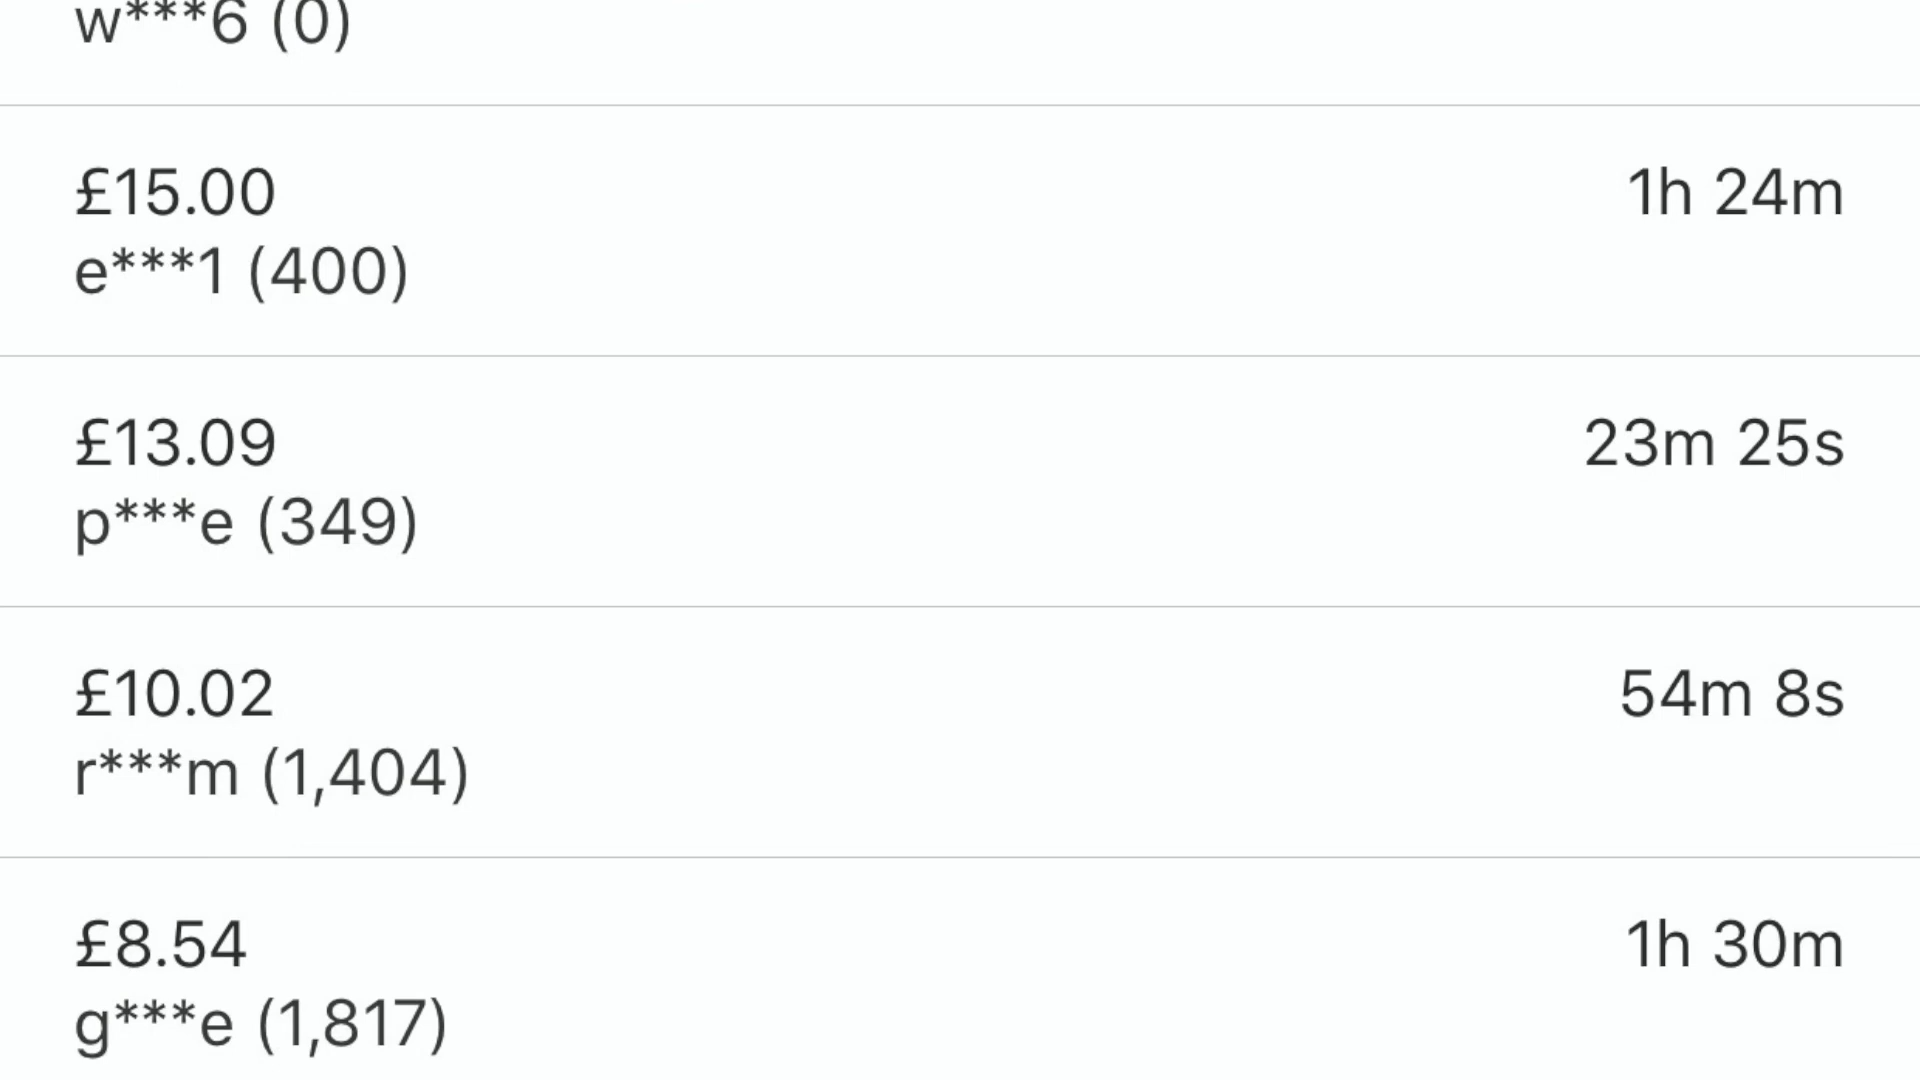 w***6 (0)
£15.00 1h 24m
e***1 (400)
£13.09 23m 25s
p***e (349)
£10.02 54m 8s
r***m (1,404)
£8.54 1h 30m
g***e (1,817)